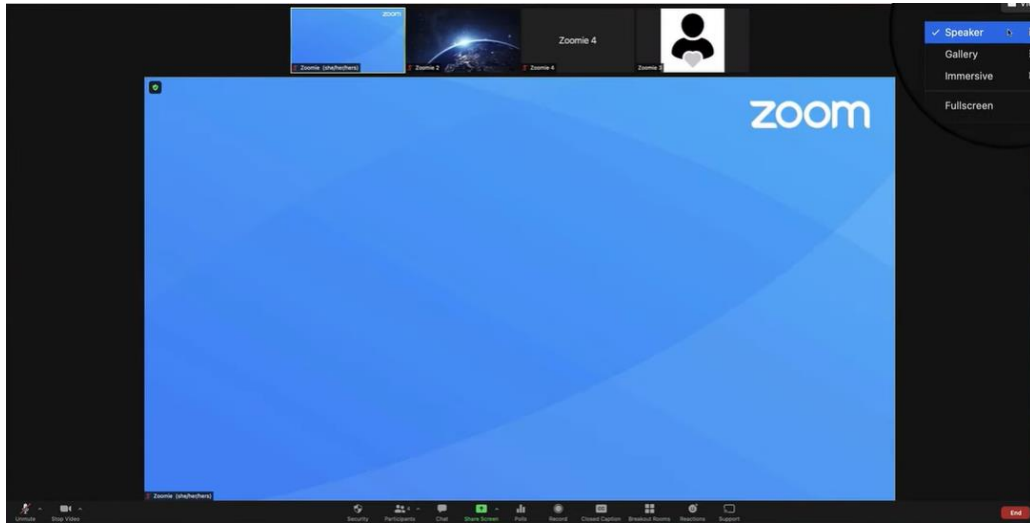 zoom
Zoomie (she/her/hers)
Zoomie 2
Zoomie 4
Zoomie 4
Zoomie 3
Speaker
Gallery
Immersive
Fullscreen
zoom
Zoomie (she/her/hers)
Unmute
Stop Video
Security
Participants
4
Chat
Share Screen
Polls
Record
Closed Caption
Breakout Rooms
Reactions
Support
End